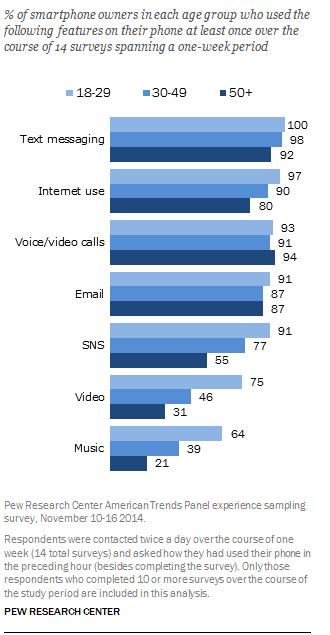 % of smartphone owners in each age group who used the
following features on their phone at least once over the
course of 14 surveys spanning a one-week period
18-29 30-49 50+
Text messaging 100 98 92
Internet use 97 90 80
Voice/video calls 93 91 94
Email 91 87 87
SNS 91 77 55
Video 75 46 31
Music 64 39 21
Pew Research Center American Trends Panel experience sampling
survey, November 10-16 2014.
Respondents were contacted twice a day over the course of one
week (14 total surveys) and asked how they had used their phone in
the preceding hour (besides completing the survey). Only those
respondents who completed 10 or more surveys over the course of
the study period are included in this analysis.
PEW RESEARCH CENTER